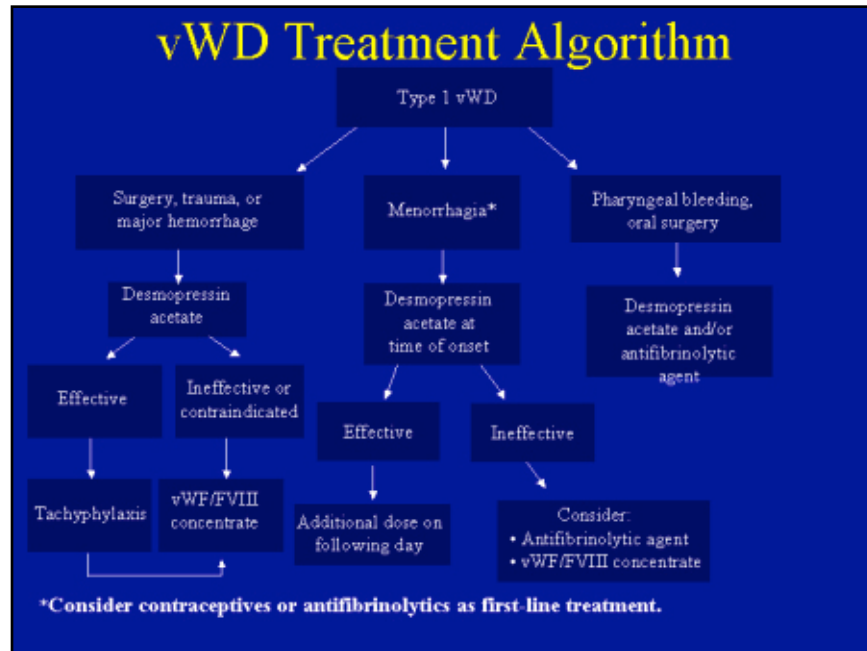 vWD Treatment Algorithm
Type 1 vWD
Surgery, trauma, or
major hemorrhage
Menorrhagia*
Pharyngeal bleeding,
oral surgery
Desmopressin
acetate
Desmopressin
acetate at
time of onset
Desmopressin
acetate and/or
antifibrinolytic
agent
Effective
Ineffective or
contraindicated
Effective
Ineffective
Tachyphylaxis
vWF/FVIII
concentrate
Additional dose on
following day
Consider:
• Antifibrinolytic agent
• vWF/FVIII concentrate
*Consider contraceptives or antifibrinolytics as first-line treatment.